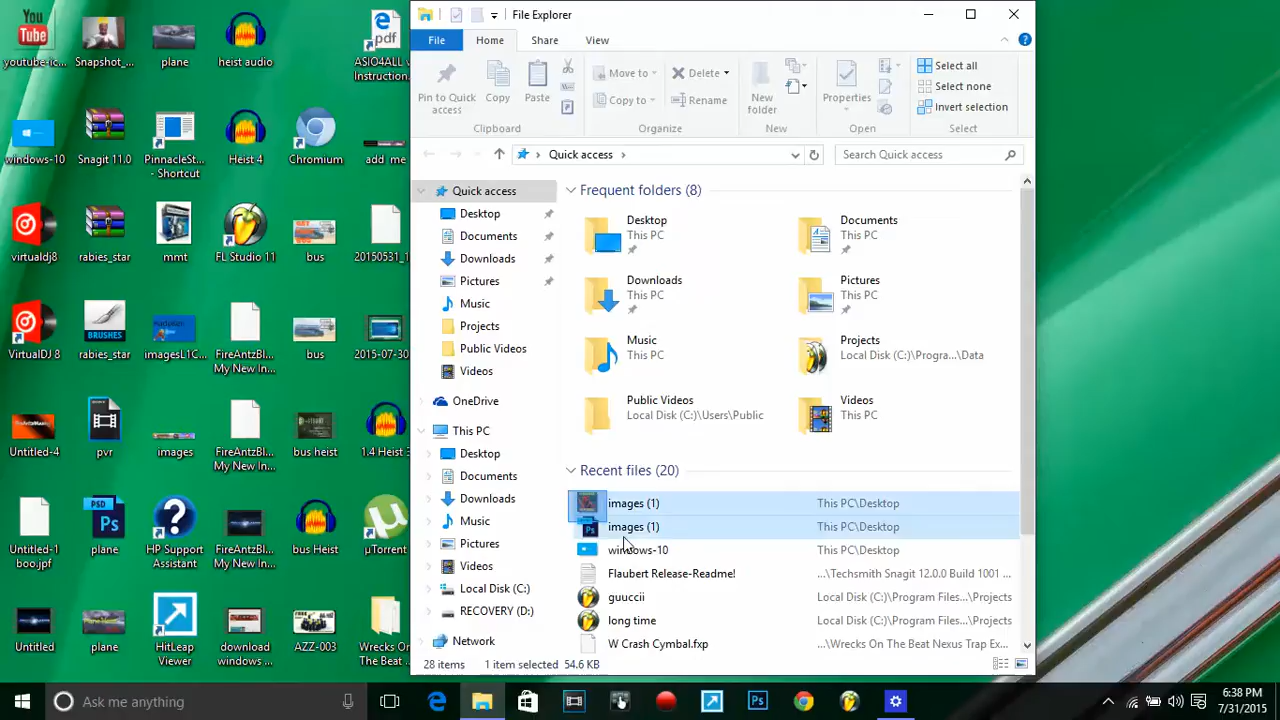 File Explorer
File
Home
Share
View
Pin to Quick access
Copy
Paste
Move to
Copy to
Delete
Rename
New folder
Properties
Select all
Select none
Invert selection
Clipboard
Organize
New
Open
Select
Quick access
Search Quick access
Quick access
Desktop
Documents
Downloads
Pictures
Music
Projects
Public Videos
Videos
OneDrive
This PC
Desktop
Documents
Downloads
Music
Pictures
Videos
Local Disk (C:)
RECOVERY (D:)
Network
Frequent folders (8)
Desktop
This PC
Documents
This PC
Downloads
This PC
Pictures
This PC
Music
This PC
Projects
Local Disk (C:)\Progra...\Data
Public Videos
Local Disk (C:)\Users\Public
Videos
This PC
Recent files (20)
images (1) This PC\Desktop
images (1) This PC\Desktop
windows-10 This PC\Desktop
Flaubert Release-Readme! ...\Techsmith Snagit 12.0.0 Build 1001 ...
guuccii Local Disk (C:)\Program Files...\Projects
long time Local Disk (C:)\Program Files...\Projects
W Crash Cymbal.fxp ...\Wrecks On The Beat Nexus Trap Ex...
28 items 1 item selected 54.6 KB
You Tube
youtube-ic...
Snapshot_...
plane
heist audio
pdf
ASIO4ALL v
Instruction.
windows-10
Snagit 11.0
PinnacleSt...
- Shortcut
Heist 4
Chromium
add me
virtualdj8
rabies_star
mmt
FL Studio 11
bus
20150531_1
VirtualDJ 8
BRUSHES
rabies_star
imagesL1C...
FireAntzBl...
My New In...
bus
2015-07-30
Untitled-4
pvr
images
FireAntzBl...
My New In...
bus heist
1.4 Heist
Untitled-1
boo.jpf
PSD
Ps
plane
HP Support
Assistant
FireAntzBl...
My New In...
bus Heist
µTorrent
Untitled
plane
HitLeap
Viewer
download
windows ...
AZZ-003
Wrecks On
The Beat ...
Ask me anything
Ps
6:38 PM
7/31/2015